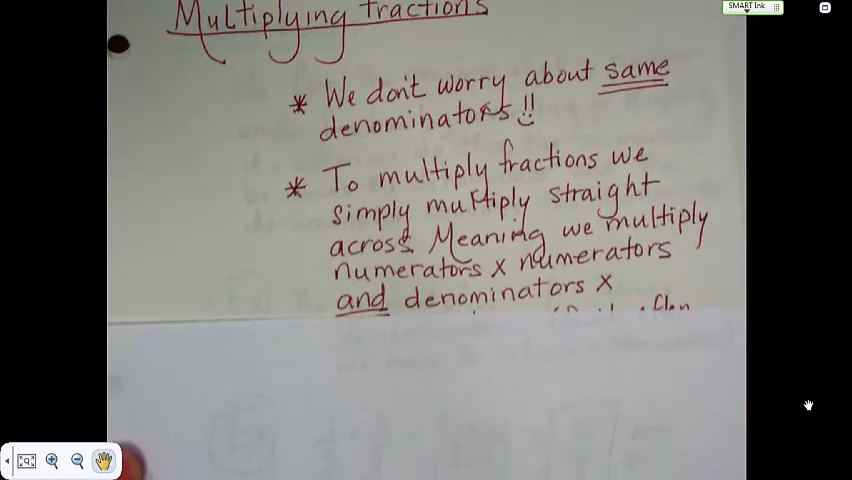 Multiplying fractions
SMART Ink
* We don't worry about same
denominators!!
* To multiply fractions we
simply multiply straight
across. Meaning we multiply
numerators x numerators
and denominators x